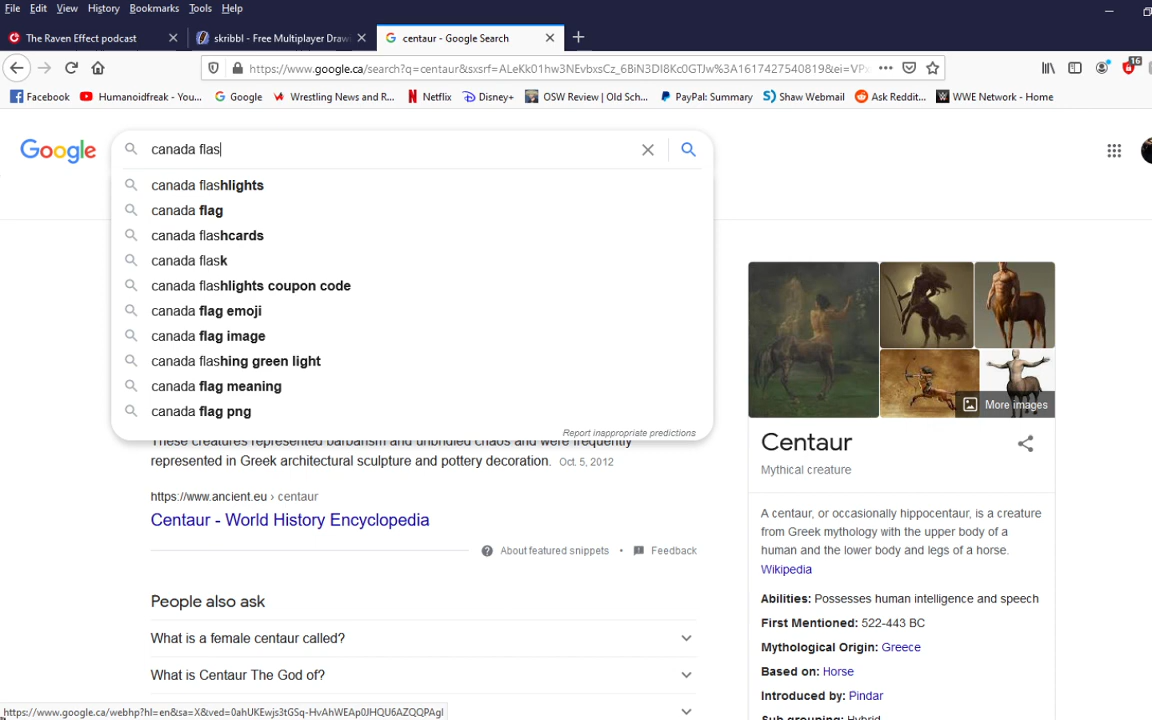 File Edit View History Bookmarks Tools Help
The Raven Effect podcast
skribbl - Free Multiplayer Drawi
centaur - Google Search
https://www.google.ca/search?q=centaur&sxsrf=ALeKk01hw3NEvbxsCz_6BiN3DI8Kc0GTJw%3A1617427540819&ei=VPx
16
Facebook
Humanoidfreak - You...
Google
Wrestling News and R...
Netflix
Disney+
OSW Review | Old Sch...
PayPal: Summary
Shaw Webmail
Ask Reddit...
WWE Network - Home
Google
canada flas
canada flashlights
canada flag
canada flashcards
canada flask
canada flashlights coupon code
canada flag emoji
canada flag image
canada flashing green light
canada flag meaning
canada flag png
Report inappropriate predictions
These creatures represented barbarism and unbridled chaos and were frequently
represented in Greek architectural sculpture and pottery decoration. Oct. 5, 2012
https://www.ancient.eu › centaur
Centaur - World History Encyclopedia
About featured snippets • Feedback
People also ask
What is a female centaur called?
What is Centaur The God of?
More images
Centaur
Mythical creature
A centaur, or occasionally hippocentaur, is a creature
from Greek mythology with the upper body of a
human and the lower body and legs of a horse.
Wikipedia
Abilities: Possesses human intelligence and speech
First Mentioned: 522-443 BC
Mythological Origin: Greece
Based on: Horse
Introduced by: Pindar
Sub grouping: Hybrid
https://www.google.ca/webhp?hl=en&sa=X&ved=0ahUKEwjs3tGSq-HvAhWEAp0JHQU6AZQQPAgI